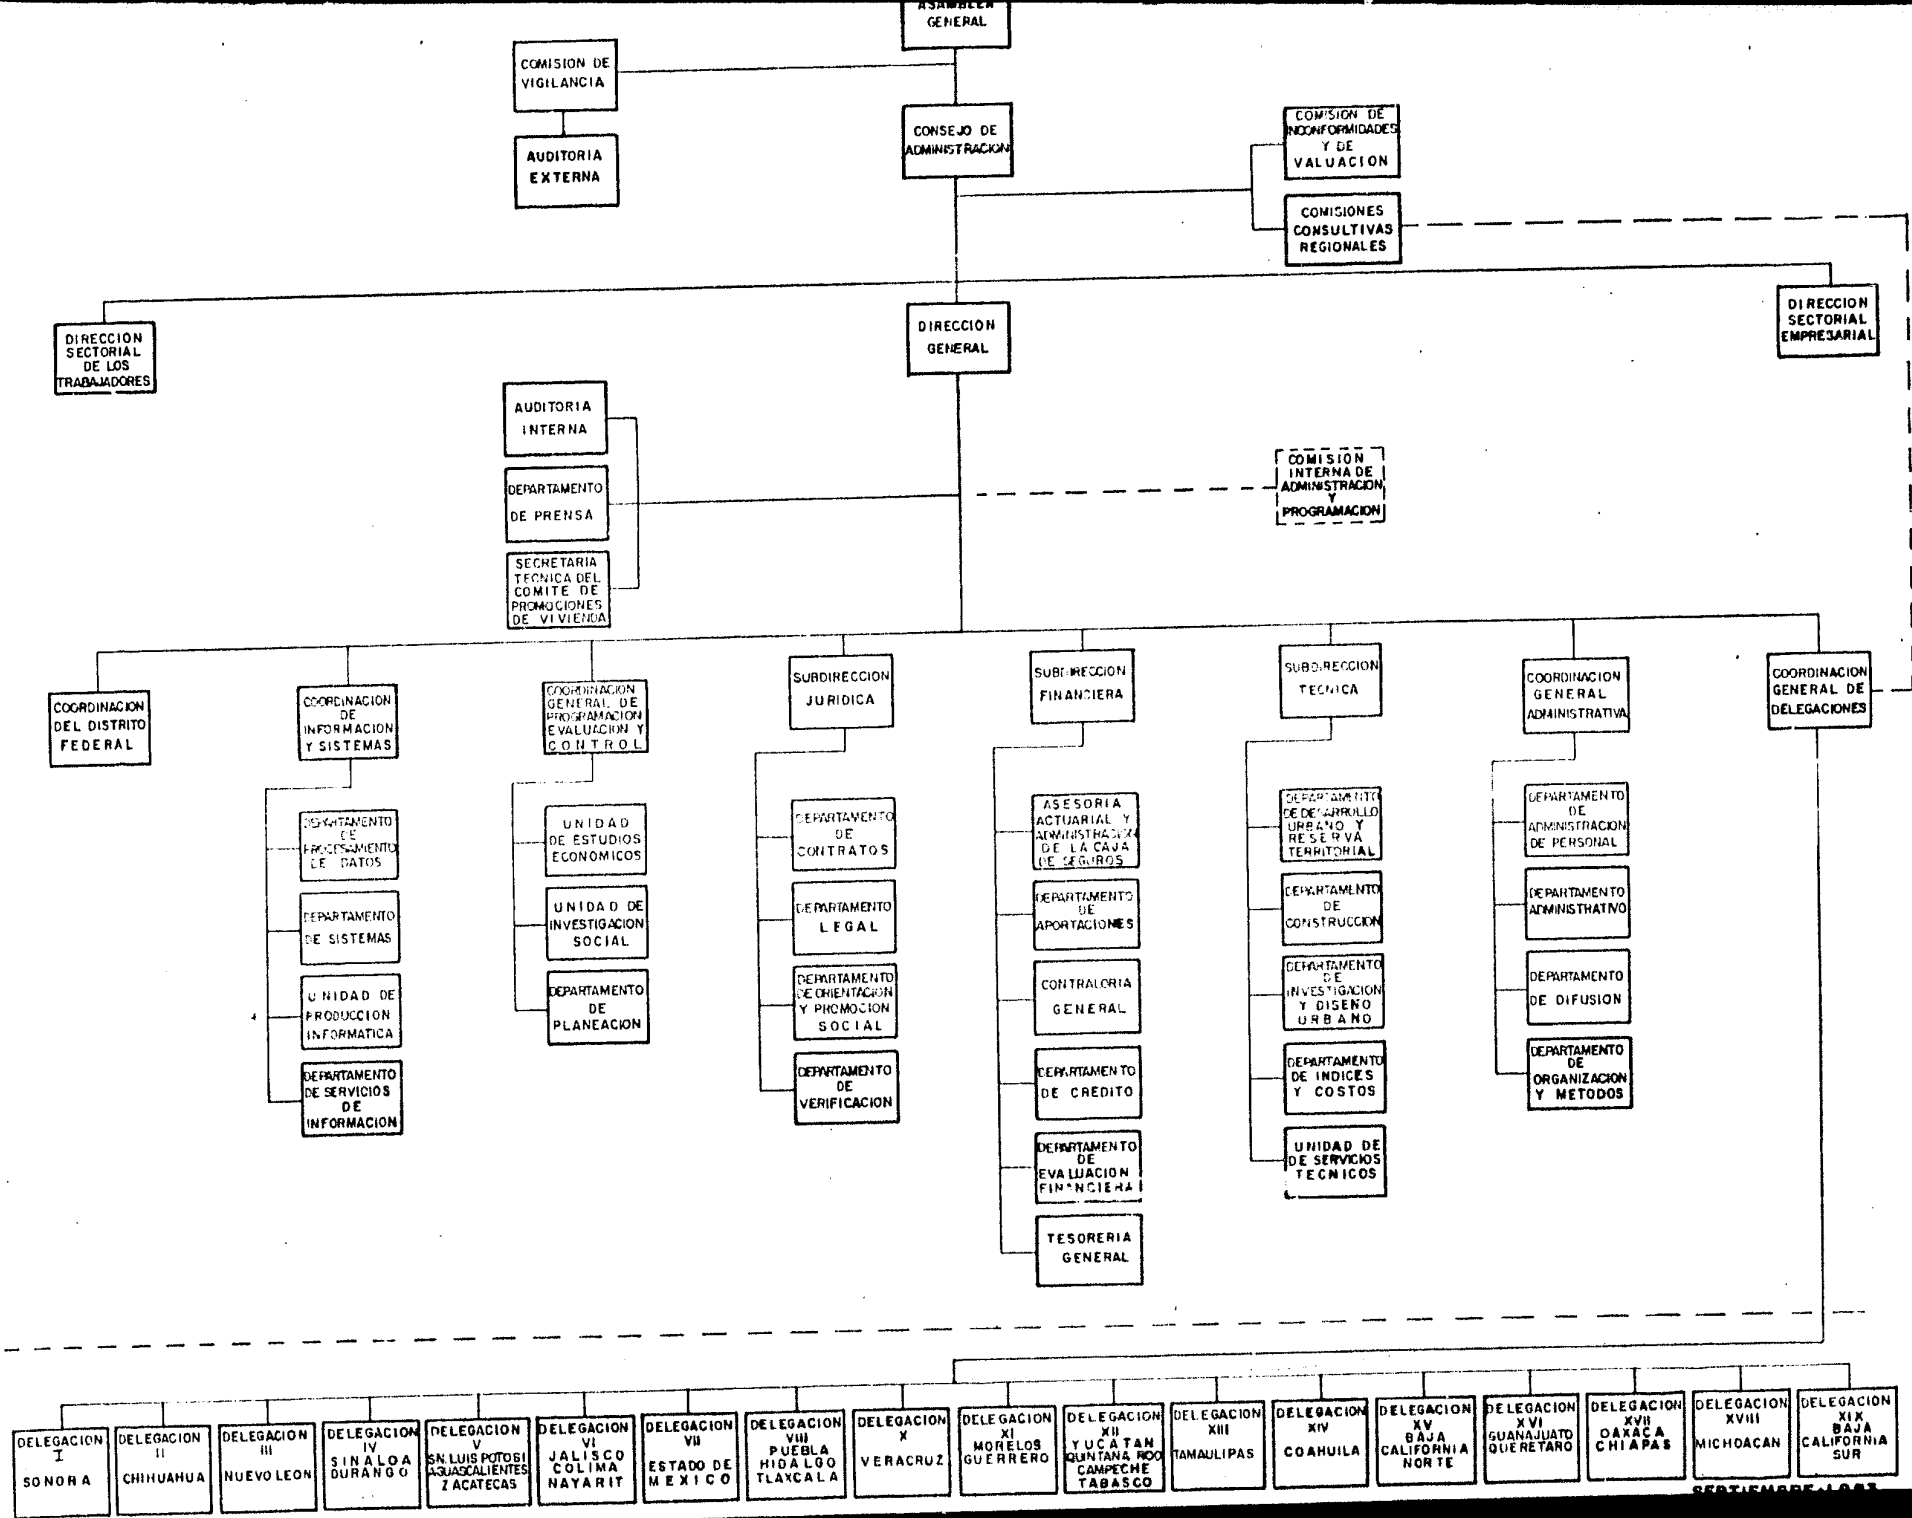 ASAMBLEA
GENERAL
COMISION DE
VIGILANCIA
AUDITORIA
EXTERNA
CONSEJO DE
ADMINISTRACION
COMISION DE
INCONFORMIDADES
Y DE
VALUACION
COMISIONES
CONSULTIVAS
REGIONALES
DIRECCION
SECTORIAL
DE LOS
TRABAJADORES
DIRECCION
GENERAL
DIRECCION
SECTORIAL
EMPRESARIAL
AUDITORIA
INTERNA
DEPARTAMENTO
DE PRENSA
SECRETARIA
TECNICA DEL
COMITE DE
PROMOCIONES
DE VIVIENDA
COMISION
INTERNA DE
ADMINISTRACION
Y
PROGRAMACION
COORDINACION
DEL DISTRITO
FEDERAL
COORDINACION
DE
INFORMACION
Y SISTEMAS
COORDINACION
GENERAL DE
PROGRAMACION
EVALUACION Y
CONTROL
SUBDIRECCION
JURIDICA
SUBDIRECCION
FINANCIERA
SUBDIRECCION
TECNICA
COORDINACION
GENERAL
ADMINISTRATIVA
COORDINACION
GENERAL DE
DELEGACIONES
DEPARTAMENTO
DE
PROCESAMIENTO
DE DATOS
DEPARTAMENTO
DE SISTEMAS
UNIDAD DE
PRODUCCION
INFORMATICA
DEPARTAMENTO
DE SERVICIOS
DE
INFORMACION
UNIDAD
DE ESTUDIOS
ECONOMICOS
UNIDAD DE
INVESTIGACION
SOCIAL
DEPARTAMENTO
DE
PLANEACION
DEPARTAMENTO
DE
CONTRATOS
DEPARTAMENTO
LEGAL
DEPARTAMENTO
DE ORIENTACION
Y PROMOCION
SOCIAL
DEPARTAMENTO
DE
VERIFICACION
ASESORIA
ACTUARIAL Y
ADMINISTRACION
DE LA CAJA
DE SEGUROS
DEPARTAMENTO
DE
APORTACIONES
CONTRALORIA
GENERAL
DEPARTAMENTO
DE CREDITO
DEPARTAMENTO
DE
EVALUACION
FINANCIERA
TESORERIA
GENERAL
DEPARTAMENTO
DE DESARROLLO
URBANO Y
RESERVA
TERRITORIAL
DEPARTAMENTO
DE
CONSTRUCCION
DEPARTAMENTO
DE
INVESTIGACION
Y DISENO
URBANO
DEPARTAMENTO
DE INDICES
Y COSTOS
UNIDAD DE
DE SERVICIOS
TECNICOS
DEPARTAMENTO
DE
ADMINISTRACION
DE PERSONAL
DEPARTAMENTO
ADMINISTRATIVO
DEPARTAMENTO
DE DIFUSION
DEPARTAMENTO
DE
ORGANIZACION
Y METODOS
DELEGACION
I
SONORA
DELEGACION
II
CHIHUAHUA
DELEGACION
III
NUEVO LEON
DELEGACION
IV
SINALOA
DURANGO
DELEGACION
V
SN. LUIS POTOSI
AGUASCALIENTES
ZACATECAS
DELEGACION
VI
JALISCO
COLIMA
NAYARIT
DELEGACION
VII
ESTADO DE
MEXICO
DELEGACION
VIII
PUEBLA
HIDALGO
TLAXCALA
DELEGACION
X
VERACRUZ
DELEGACION
XI
MORELOS
GUERRERO
DELEGACION
XII
YUCATAN
QUINTANA ROO
CAMPECHE
TABASCO
DELEGACION
XIII
TAMAULIPAS
DELEGACION
XIV
COAHUILA
DELEGACION
XV
BAJA
CALIFORNIA
NORTE
DELEGACION
XVI
GUANAJUATO
QUERETARO
DELEGACION
XVII
OAXACA
CHIAPAS
DELEGACION
XVIII
MICHOACAN
DELEGACION
XIX
BAJA
CALIFORNIA
SUR